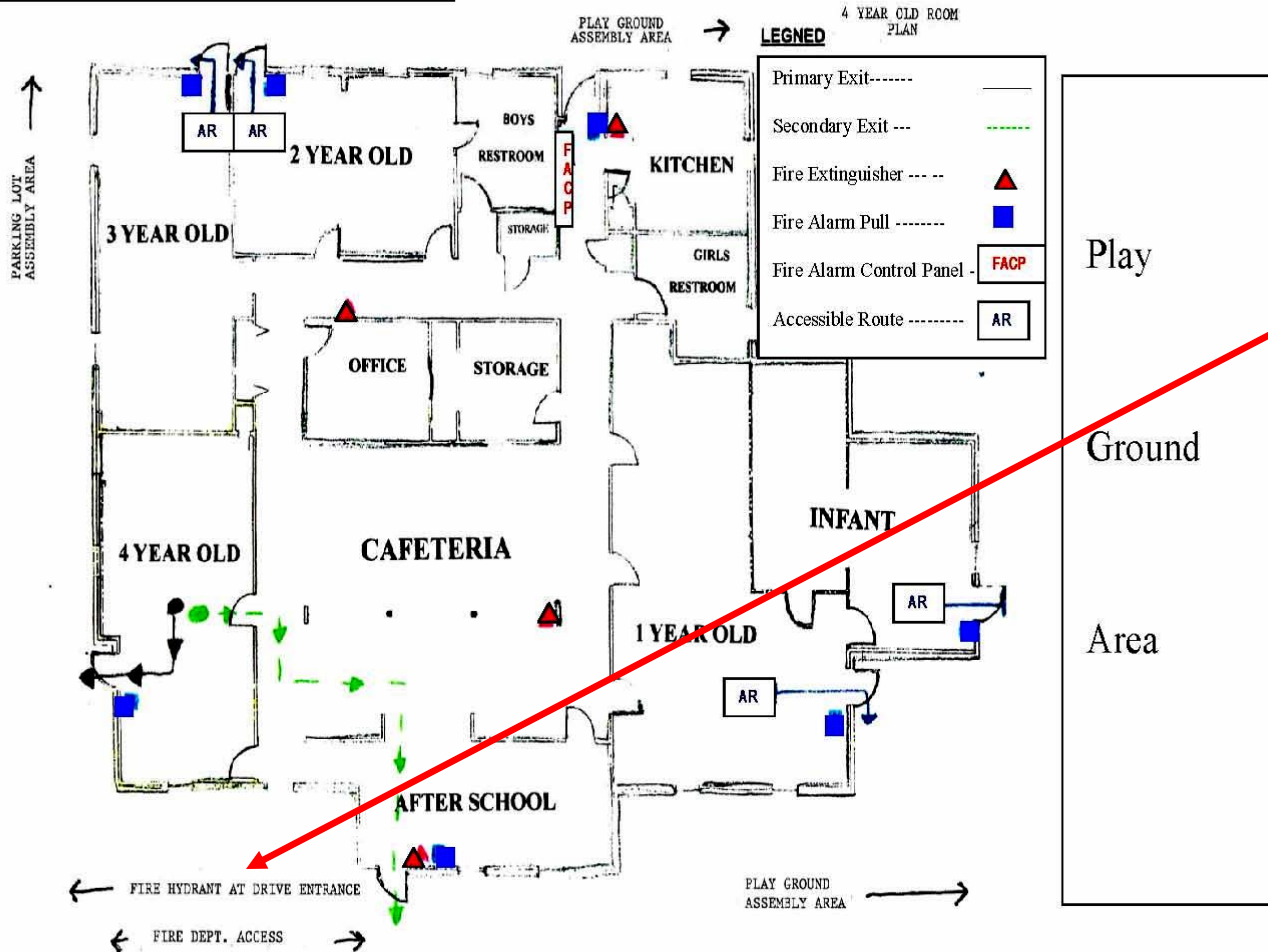 4 YEAR OLD ROOM
PLAN
PLAY GROUND
ASSEMBLY AREA
LEGNED
Primary Exit-------
Secondary Exit ---
Fire Extinguisher --- --
Fire Alarm Pull --------
Fire Alarm Control Panel -
FACP
Accessible Route --------
AR
PARKING LOT
ASSEMBLY AREA
AR
AR
2 YEAR OLD
3 YEAR OLD
BOYS
RESTROOM
STORAGE
F
A
C
P
KITCHEN
GIRLS
RESTROOM
Play
Ground
Area
OFFICE
STORAGE
4 YEAR OLD
CAFETERIA
INFANT
AR
1 YEAR OLD
AR
AFTER SCHOOL
FIRE HYDRANT AT DRIVE ENTRANCE
FIRE DEPT. ACCESS
PLAY GROUND
ASSEMBLY AREA